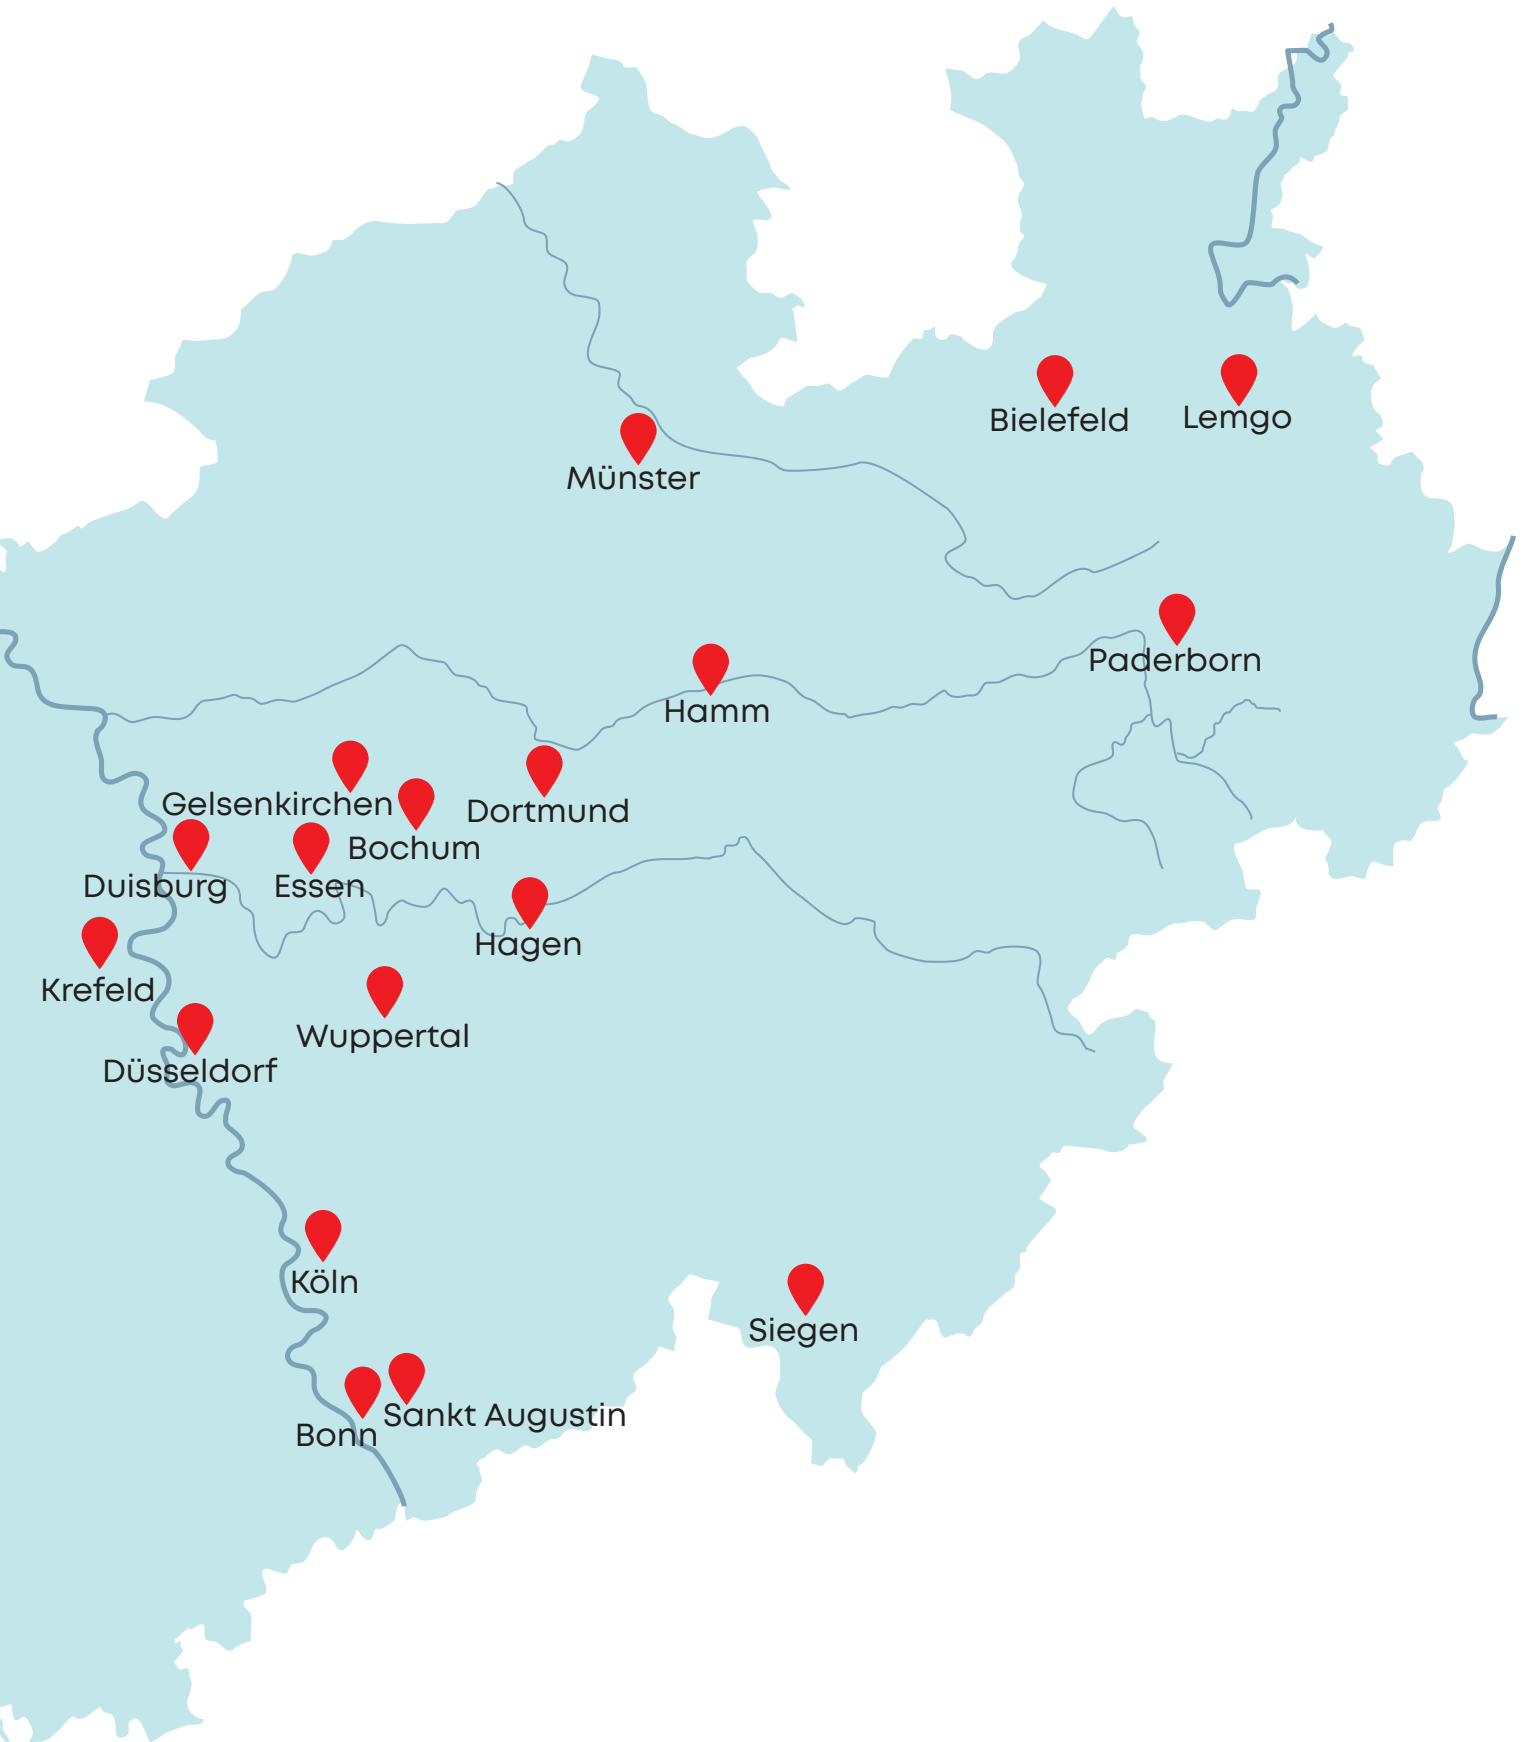 Bielefeld
Lemgo
Münster
Paderborn
Hamm
Gelsenkirchen
Dortmund
Bochum
Duisburg
Essen
Hagen
Krefeld
Wuppertal
Düsseldorf
Köln
Siegen
Sankt Augustin
Bonn